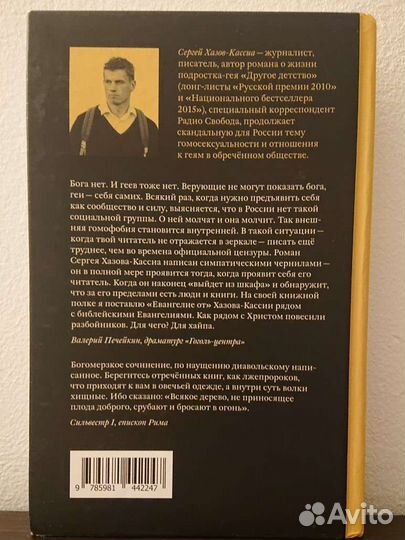 Сергей Хазов-Кассиа — журналист,
писатель, автор романа о жизни
подростка-гея «Другое детство»
(лонг-листы «Русской премии 2010»
и «Национального бестселлера
2015»), специальный корреспондент
Радио Свобода, продолжает
скандальную для России тему
гомосексуальности и отношения
к геям в обречённом обществе.
Бога нет. И геев тоже нет. Верующие не могут показать бога,
геи — себя самих. Всякий раз, когда нужно предъявить себя
как сообщество и силу, выясняется, что в России нет такой
социальной группы. О ней молчат и она молчит. Так внеш-
няя гомофобия становится внутренней. В такой ситуации —
когда твой читатель не отражается в зеркале — писать ещё
труднее, чем во времена официальной цензуры. Роман
Сергея Хазова-Кассиа написан симпатическими чернилами —
он в полной мере проявится тогда, когда проявит себя его
читатель. Когда он наконец «выйдет из шкафа» и обнаружит,
что за его пределами есть люди и книги. На своей книжной
полке я поставлю «Евангелие от» Хазова-Кассии рядом
с библейскими Евангелиями. Как рядом с Христом повесили
разбойников. Для чего? Для хайпа.
Валерий Печейкин, драматург «Гоголь-центра»
Богомерзкое сочинение, по наущению диавольскому напи-
санное. Берегитесь отречённых книг, как лжепророков,
что приходят к вам в овечьей одежде, а внутри суть волки
хищные. Ибо сказано: «Всякое дерево, не приносящее
плода доброго, срубают и бросают в огонь».
Сильвестр I, епископ Рима
9 785981 442247
Avito